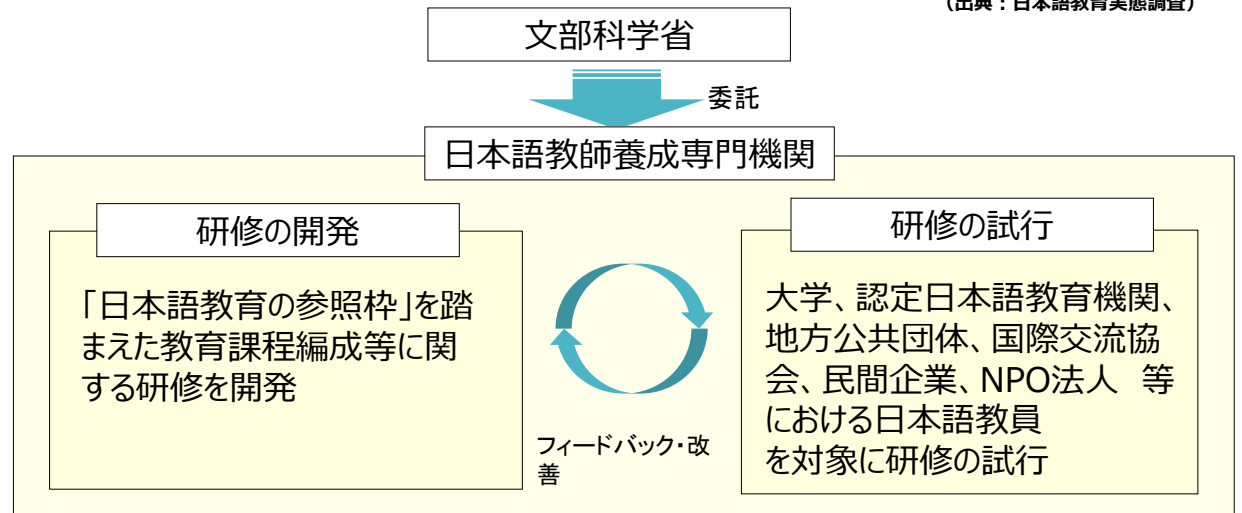 （出典：日本語教育実態調査）
文部科学省
委託
日本語教師養成専門機関
研修の開発
「日本語教育の参照枠」を踏
まえた教育課程編成等に関
する研修を開発
フィードバック・改
善
研修の試行
大学、認定日本語教育機関、
地方公共団体、国際交流協
会、民間企業、NPO法人　等
における日本語教員
を対象に研修の試行